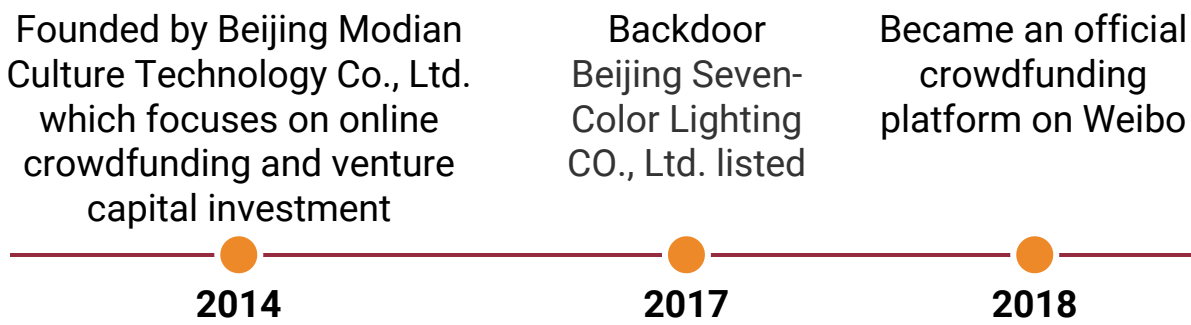 Founded by Beijing Modian
Culture Technology Co., Ltd.
which focuses on online
crowdfunding and venture
capital investment
Backdoor
Beijing Seven-
Color Lighting
CO., Ltd. listed
Became an official
crowdfunding
platform on Weibo
2014
2017
2018